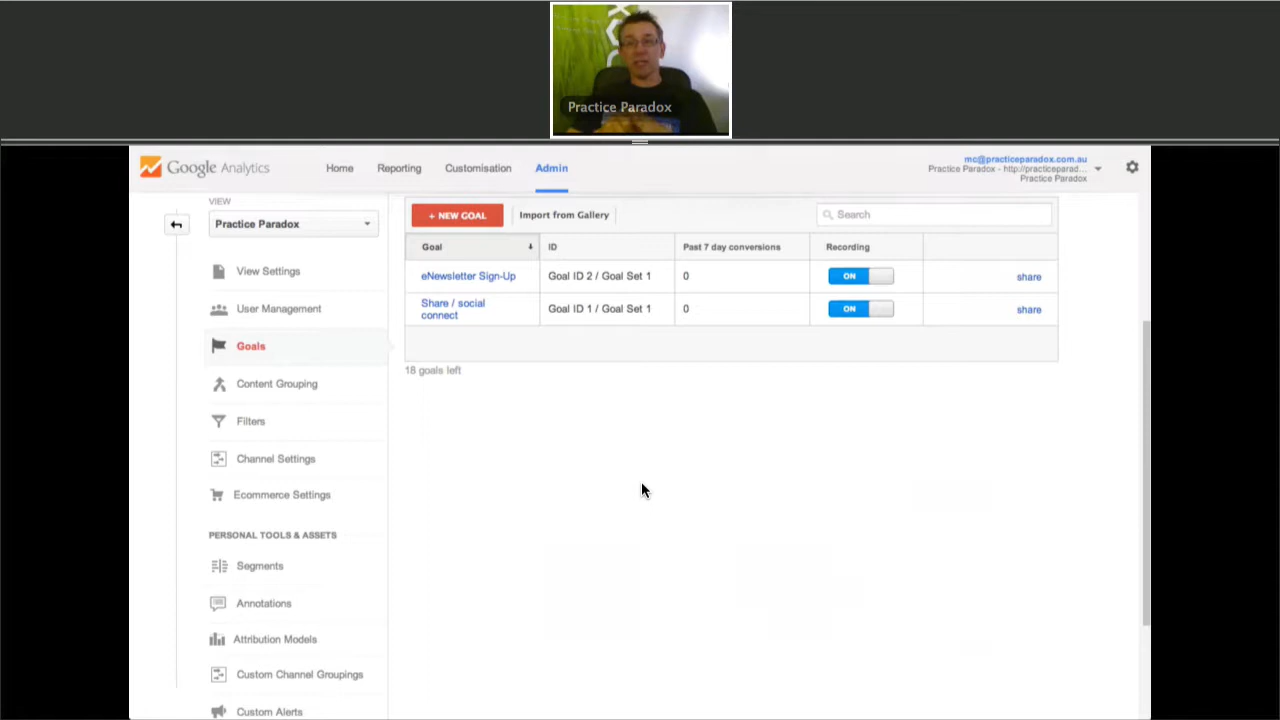 Practice Paradox
Google Analytics
Home
Reporting
Customisation
Admin
mc@practiceparadox.com.au
Practice Paradox - http://practiceparad...
Practice Paradox
VIEW
Practice Paradox
View Settings
User Management
Goals
Content Grouping
Filters
Channel Settings
Ecommerce Settings
PERSONAL TOOLS & ASSETS
Segments
Annotations
Attribution Models
Custom Channel Groupings
Custom Alerts
+ NEW GOAL
Import from Gallery
Search
Goal
ID
Past 7 day conversions
Recording
eNewsletter Sign-Up
Goal ID 2 / Goal Set 1
0
ON
share
Share / social
connect
Goal ID 1 / Goal Set 1
0
ON
share
18 goals left